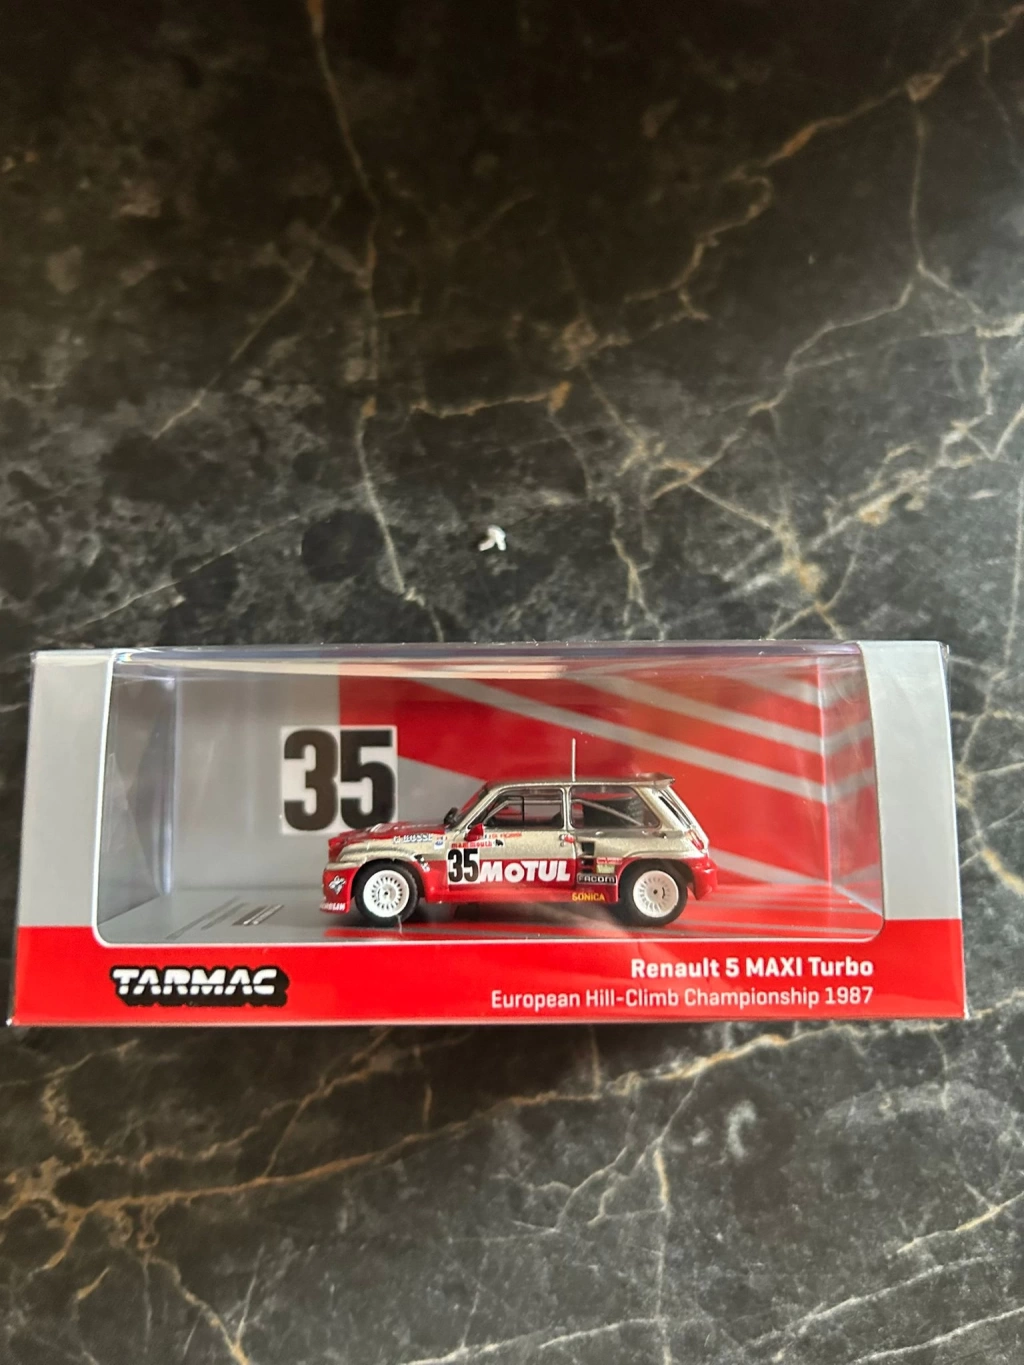 35
35 MOTUL
FACOM
SONICA
TARMAC
Renault 5 MAXI Turbo
European Hill-Climb Championship 1987